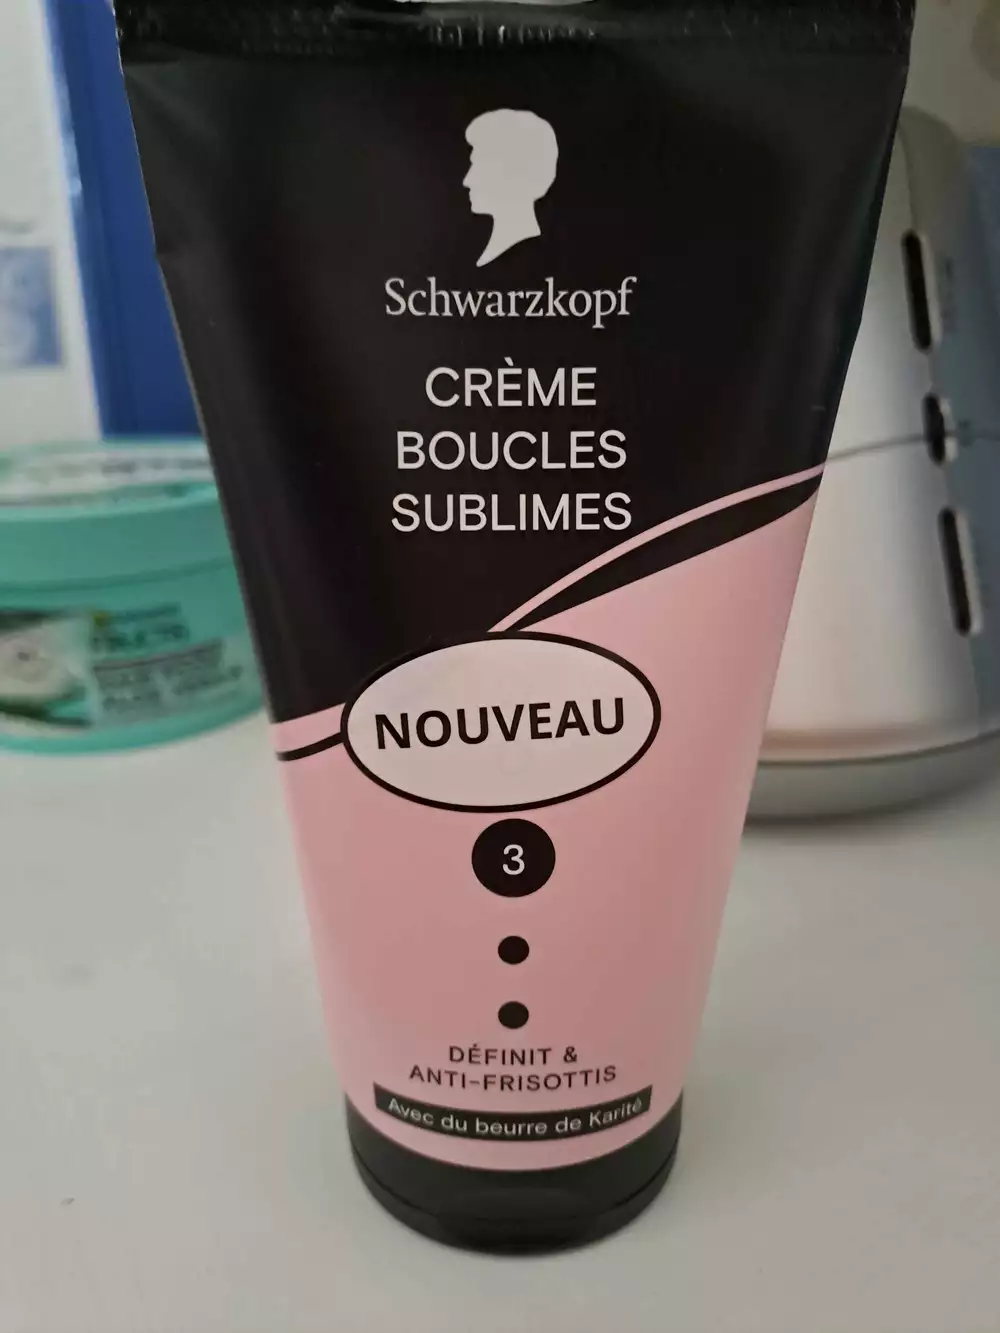 Schwarzkopf
CRÈME
BOUCLES
SUBLIMES
NOUVEAU
3
DÉFINIT &
ANTI-FRISOTTIS
Avec du beurre de Karité